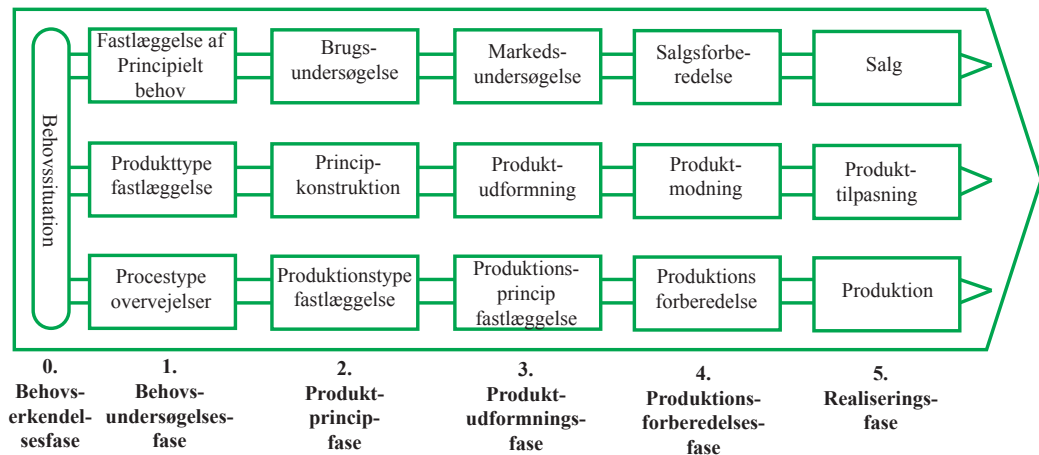 Behovssituation
Fastlæggelse af
Principielt
behov
Brugs-
undersøgelse
Markeds-
undersøgelse
Salgsforbe-
redelse
Salg
Produkttype
fastlæggelse
Princip-
konstruktion
Produkt-
udformning
Produkt-
modning
Produkt-
tilpasning
Procestype
overvejelser
Produktionstype
fastlæggelse
Produktions-
princip
fastlæggelse
Produktions
forberedelse
Produktion
0.
Behovs-
erkendel-
sesfase
1.
Behovs-
undersøgelses-
fase
2.
Produkt-
princip-
fase
3.
Produkt-
udformnings-
fase
4.
Produktions-
forberedelses-
fase
5.
Realiserings-
fase